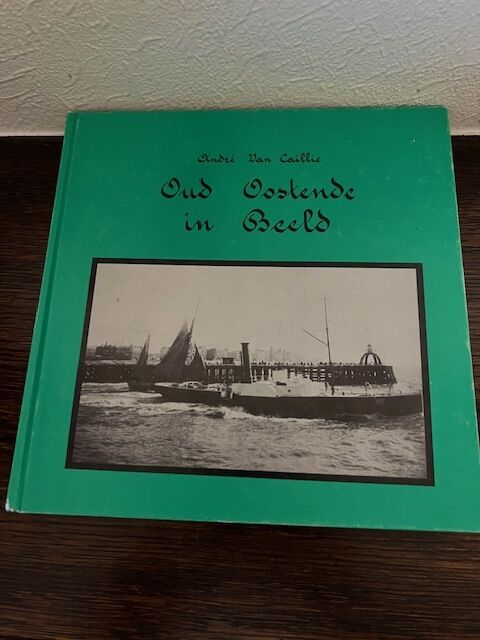 André Van Caillie
Oud Oostende
in Beeld